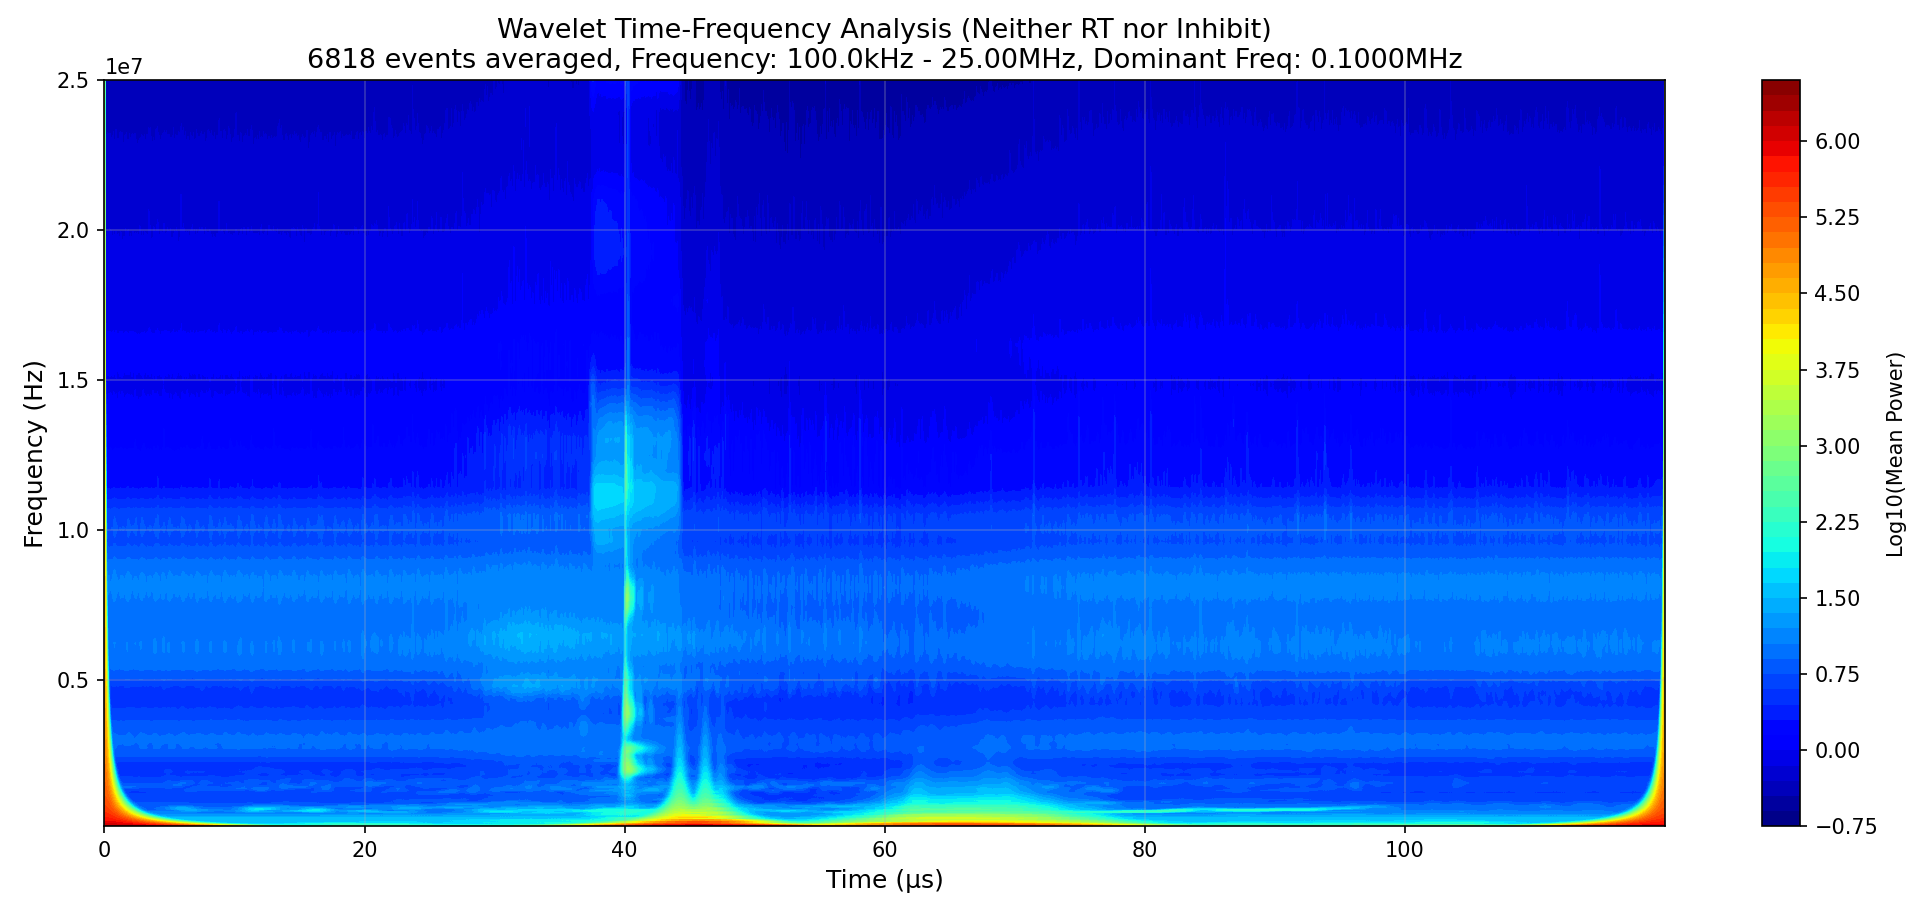 Wavelet Time-Frequency Analysis (Neither RT nor Inhibit)
6818 events averaged, Frequency: 100.0kHz - 25.00MHz, Dominant Freq: 0.1000MHz
1e7
2.5
2.0
1.5
1.0
0.5
Frequency (Hz)
0 20 40 60 80 100
Time (µs)
6.00
5.25
4.50
3.75
3.00
2.25
1.50
0.75
0.00
−0.75
Log10(Mean Power)